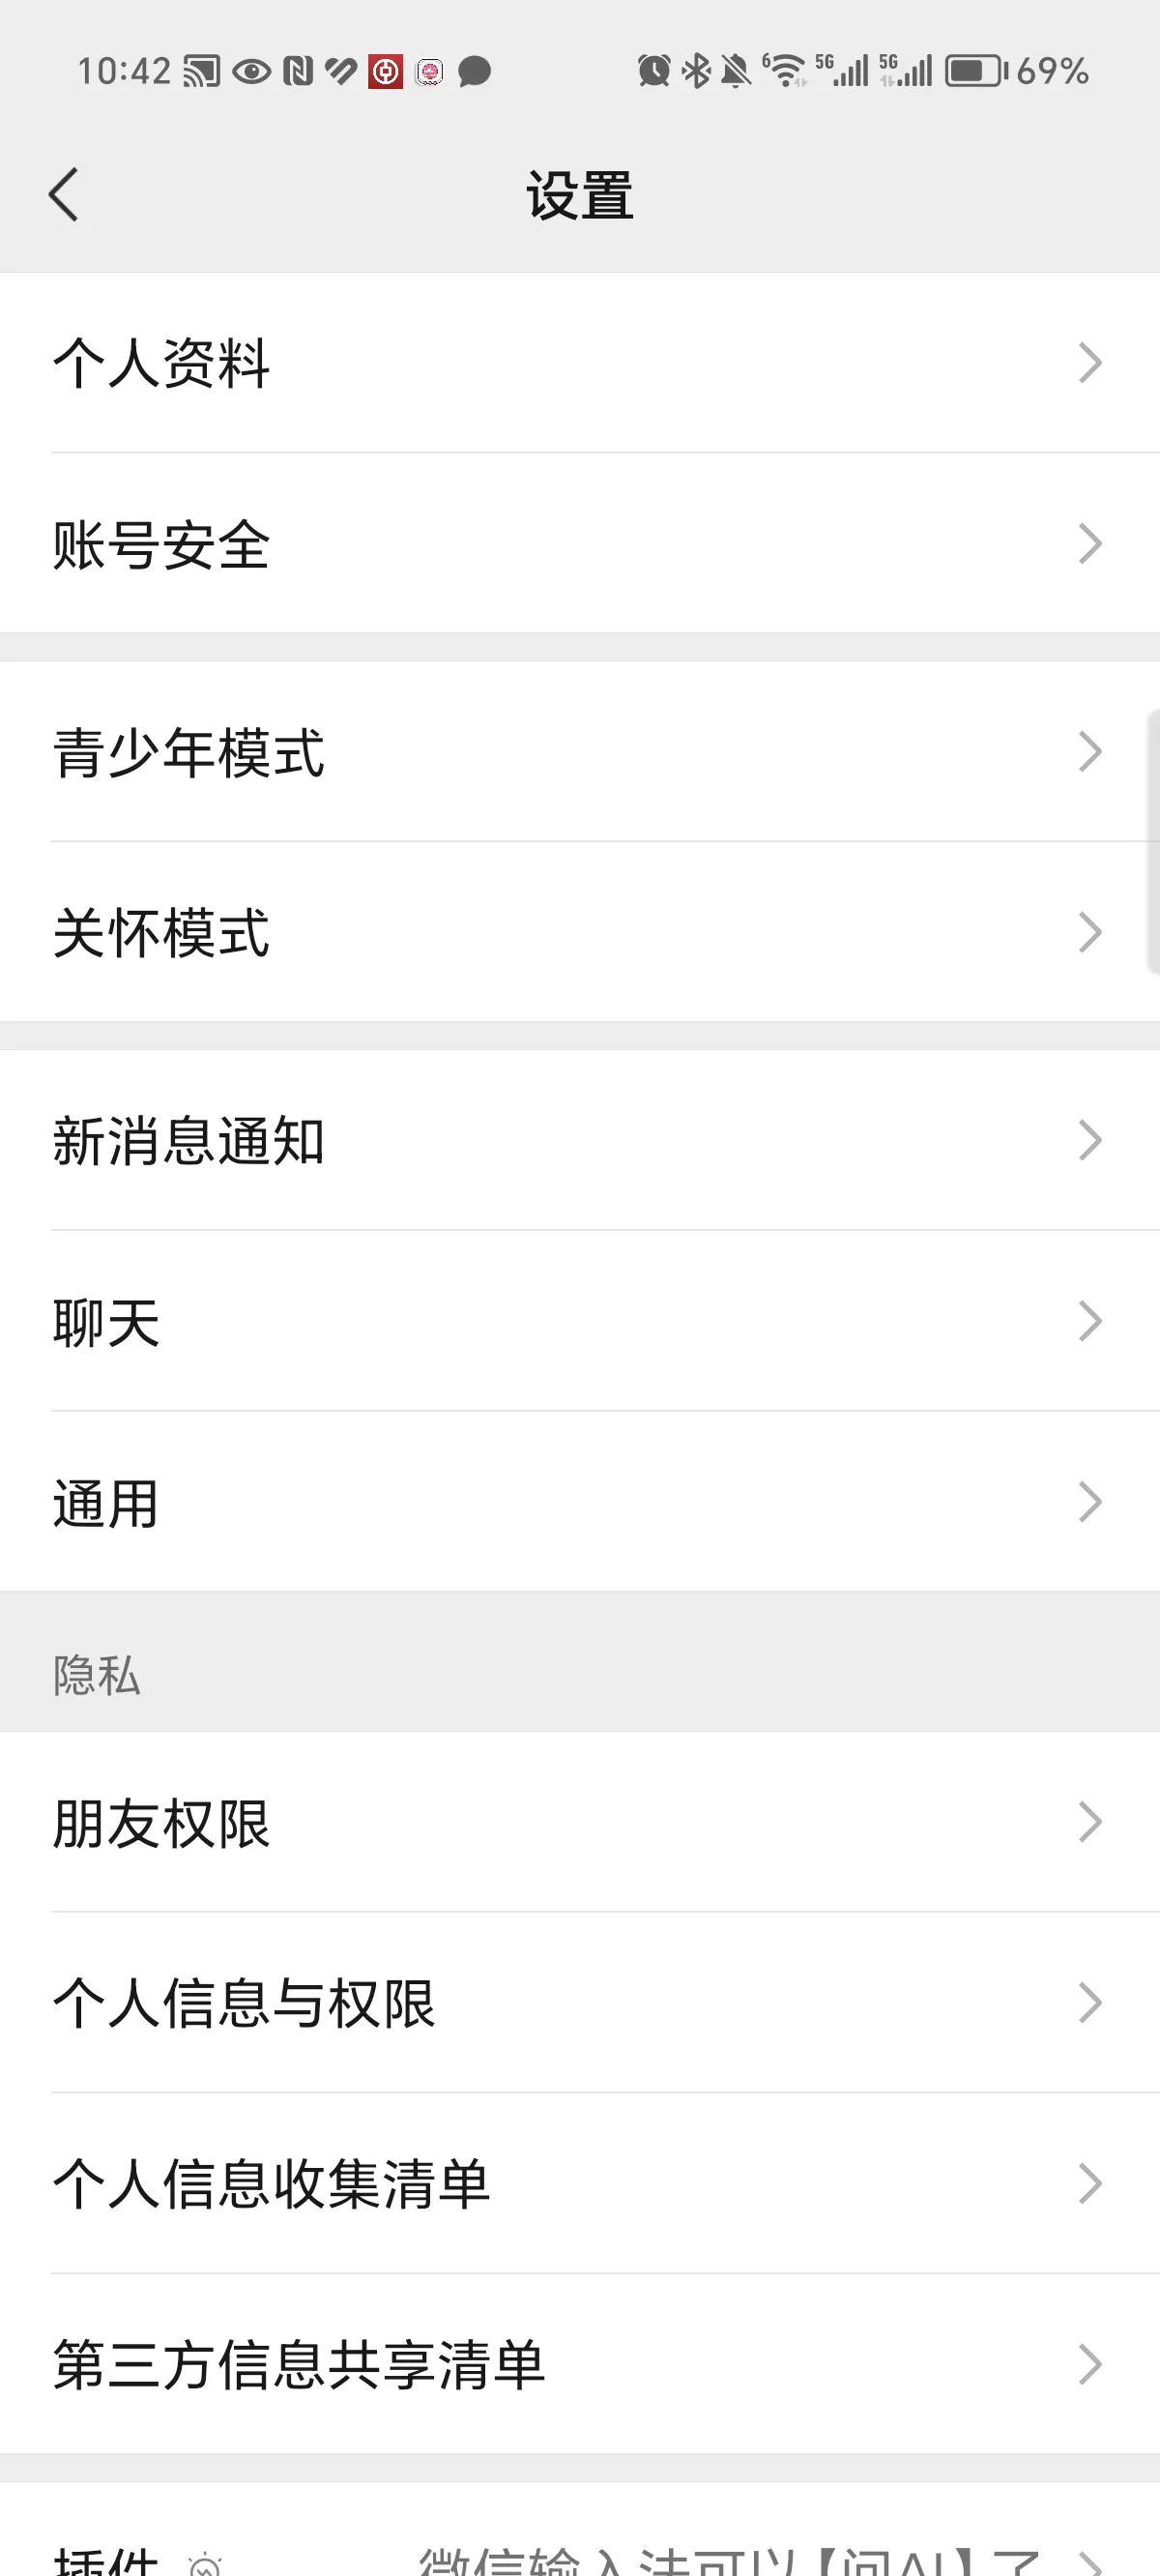 10:42 6 5G 5G 69%
设置
个人资料
账号安全
青少年模式
关怀模式
新消息通知
聊天
通用
隐私
朋友权限
个人信息与权限
个人信息收集清单
第三方信息共享清单
插件 微信输入法可以【问AI】了